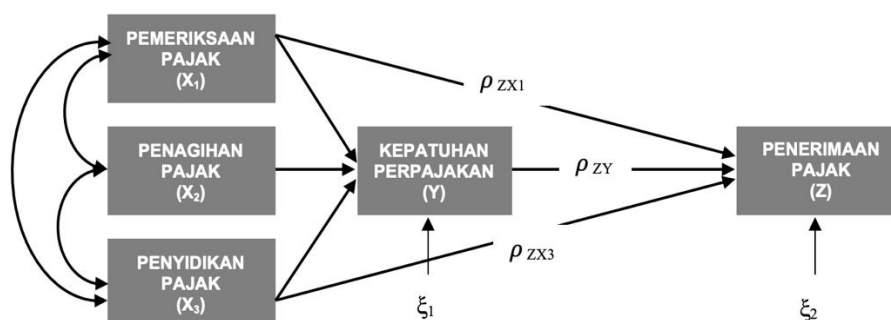 PEMERIKSAAN
PAJAK
(X₁)
ρ ZX1
PENAGIHAN
PAJAK
(X₂)
KEPATUHAN
PERPAJAKAN
(Y)
ρ ZY
PENERIMAAN
PAJAK
(Z)
PENYIDIKAN
PAJAK
(X₃)
ρ ZX3
ξ₁
ξ₂